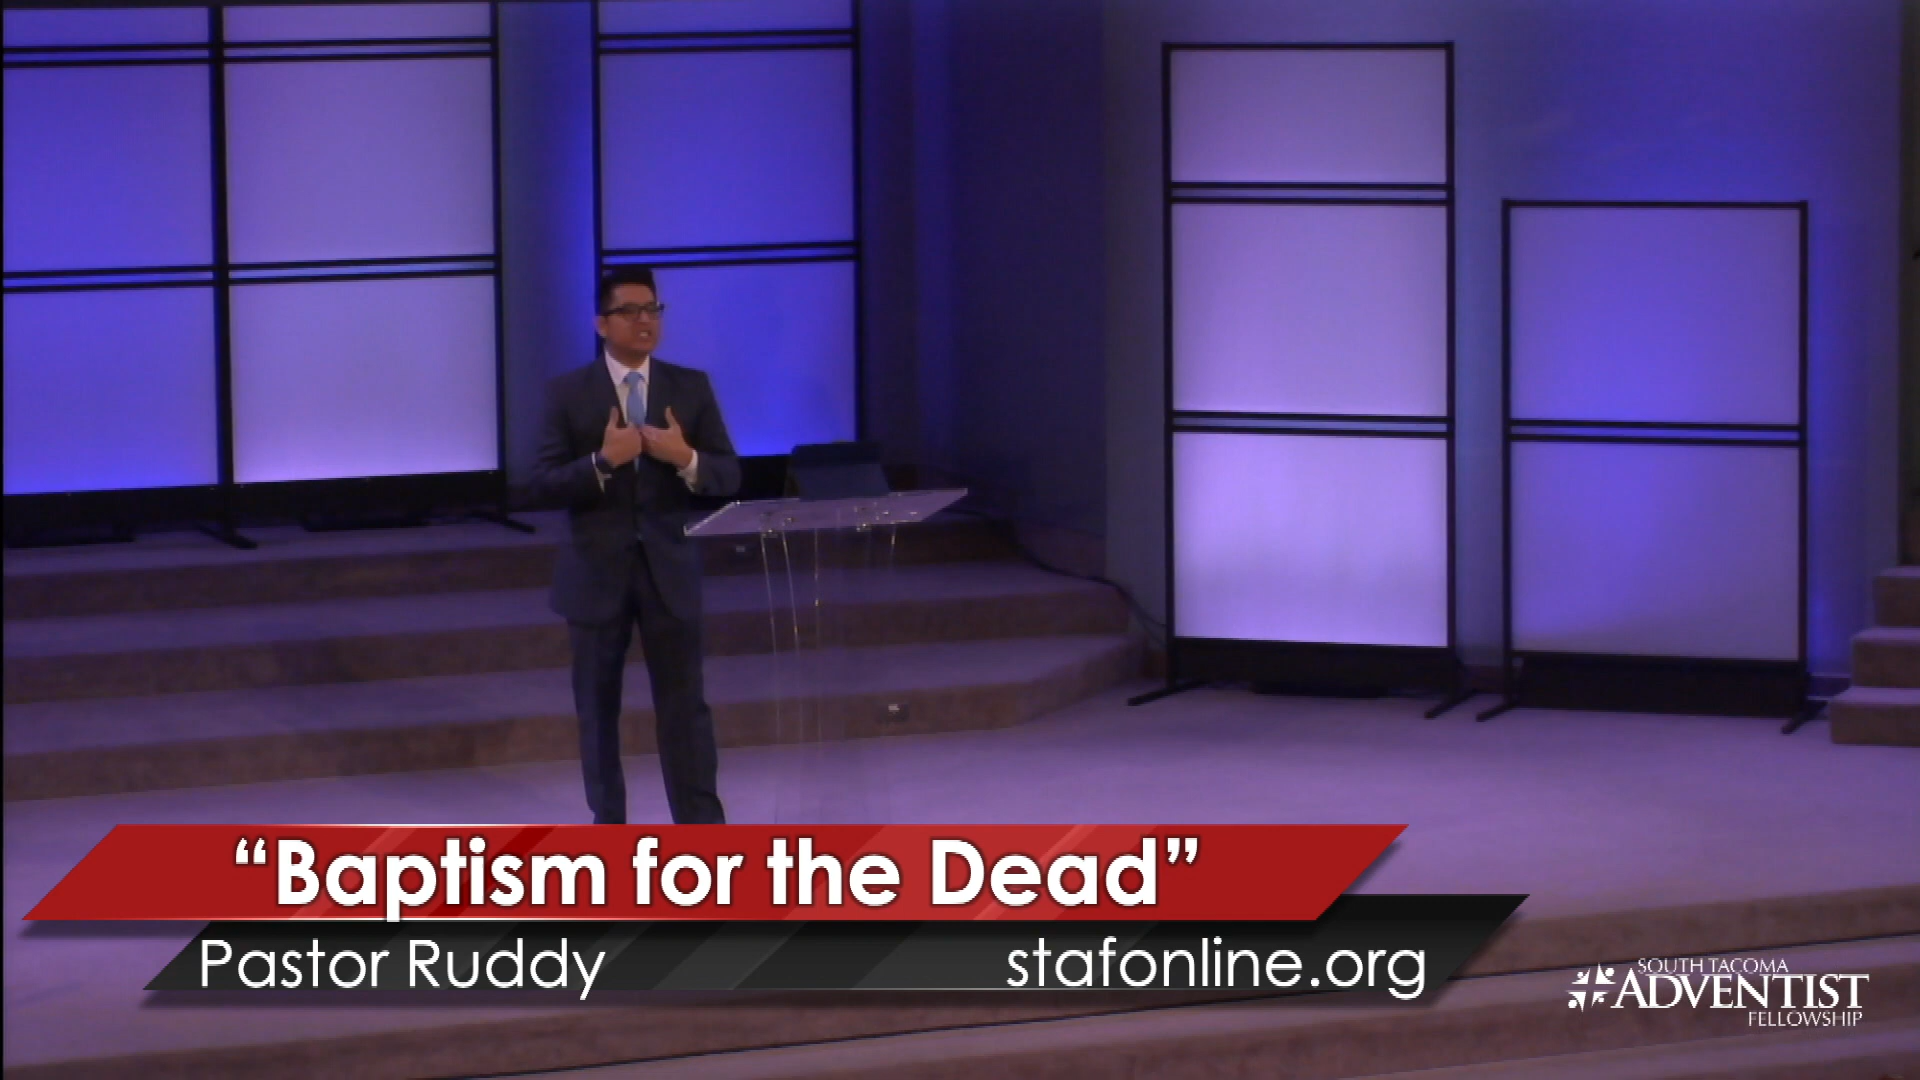 “Baptism for the Dead”
Pastor Ruddy
stafonline.org
SOUTH TACOMA
ADVENTIST
FELLOWSHIP